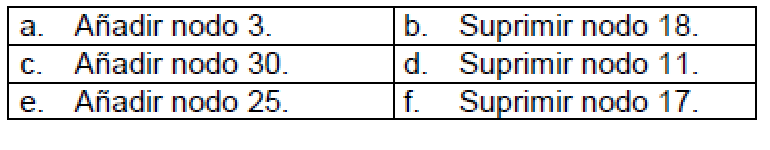 a. Añadir nodo 3. b. Suprimir nodo 18.
c. Añadir nodo 30. d. Suprimir nodo 11.
e. Añadir nodo 25. f. Suprimir nodo 17.